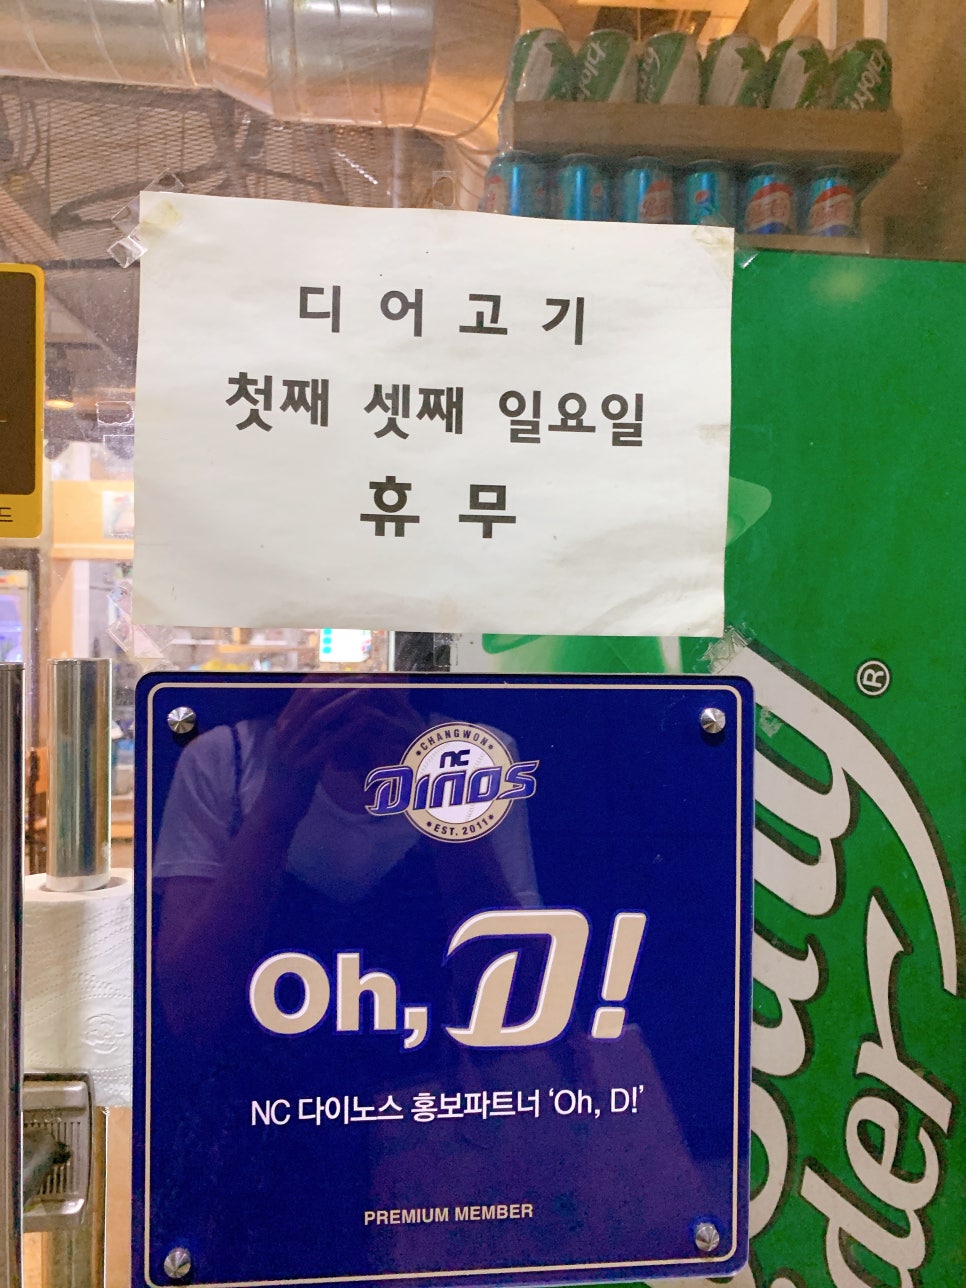 디 어 고 기
첫째 셋째 일요일
휴 무
드
®
CHANGWON
NC
DINOS
EST. 2011
Oh, D!
NC 다이노스 홍보파트너 ‘Oh, D!’
PREMIUM MEMBER